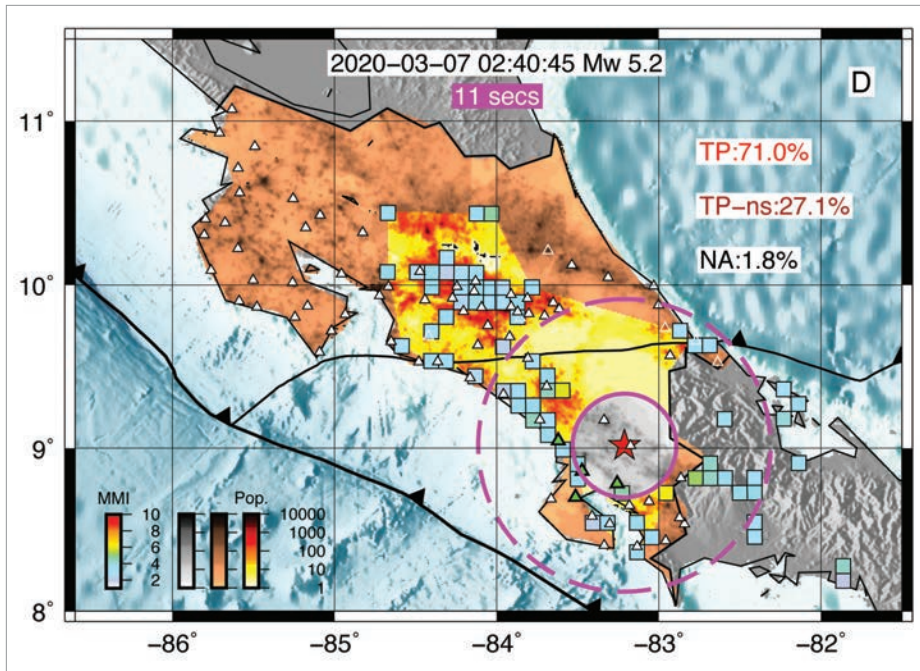 2020−03−07 02:40:45 Mw 5.2
11 secs
D
TP:71.0%
TP−ns:27.1%
NA:1.8%
11°
10°
9°
8°
MMI
Pop.
10
8
6
4
2
10000
1000
100
10
1
−86 −85 −84 −83 −82